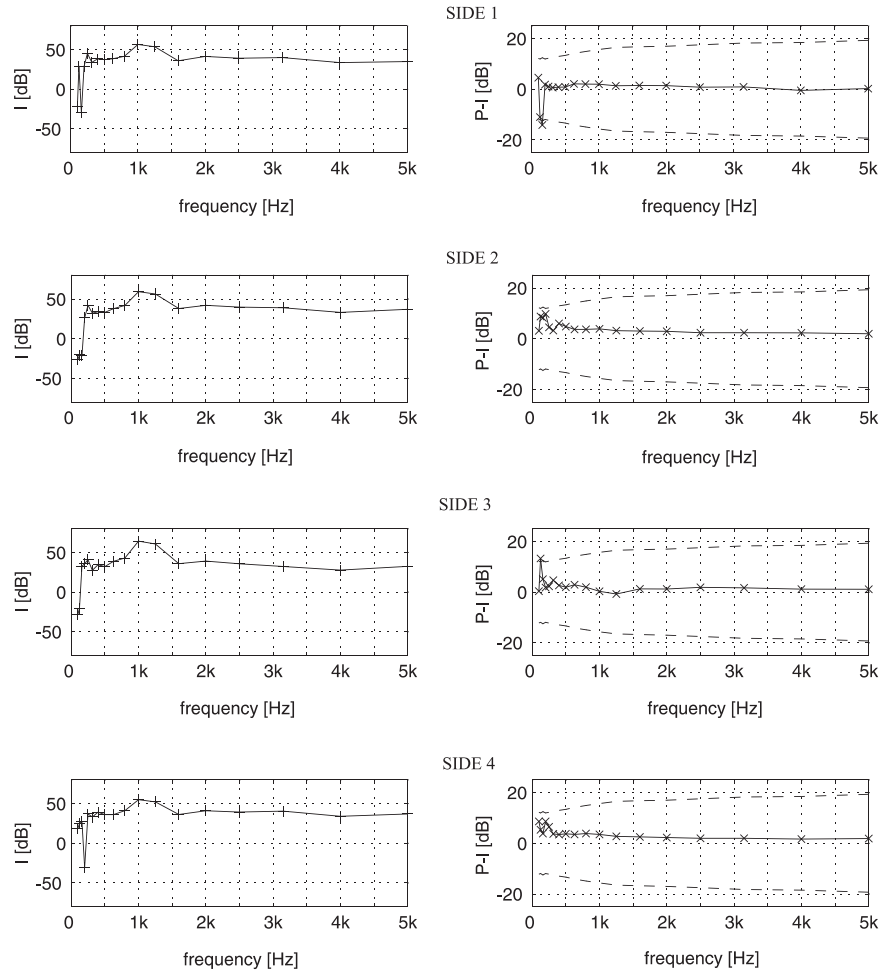 SIDE 1
50
0
-50
I [dB]
0 1k 2k 3k 4k 5k
frequency [Hz]
20
0
-20
P-I [dB]
0 1k 2k 3k 4k 5k
frequency [Hz]
SIDE 2
50
0
-50
I [dB]
0 1k 2k 3k 4k 5k
frequency [Hz]
20
0
-20
P-I [dB]
0 1k 2k 3k 4k 5k
frequency [Hz]
SIDE 3
50
0
-50
I [dB]
0 1k 2k 3k 4k 5k
frequency [Hz]
20
0
-20
P-I [dB]
0 1k 2k 3k 4k 5k
frequency [Hz]
SIDE 4
50
0
-50
I [dB]
0 1k 2k 3k 4k 5k
frequency [Hz]
20
0
-20
P-I [dB]
0 1k 2k 3k 4k 5k
frequency [Hz]